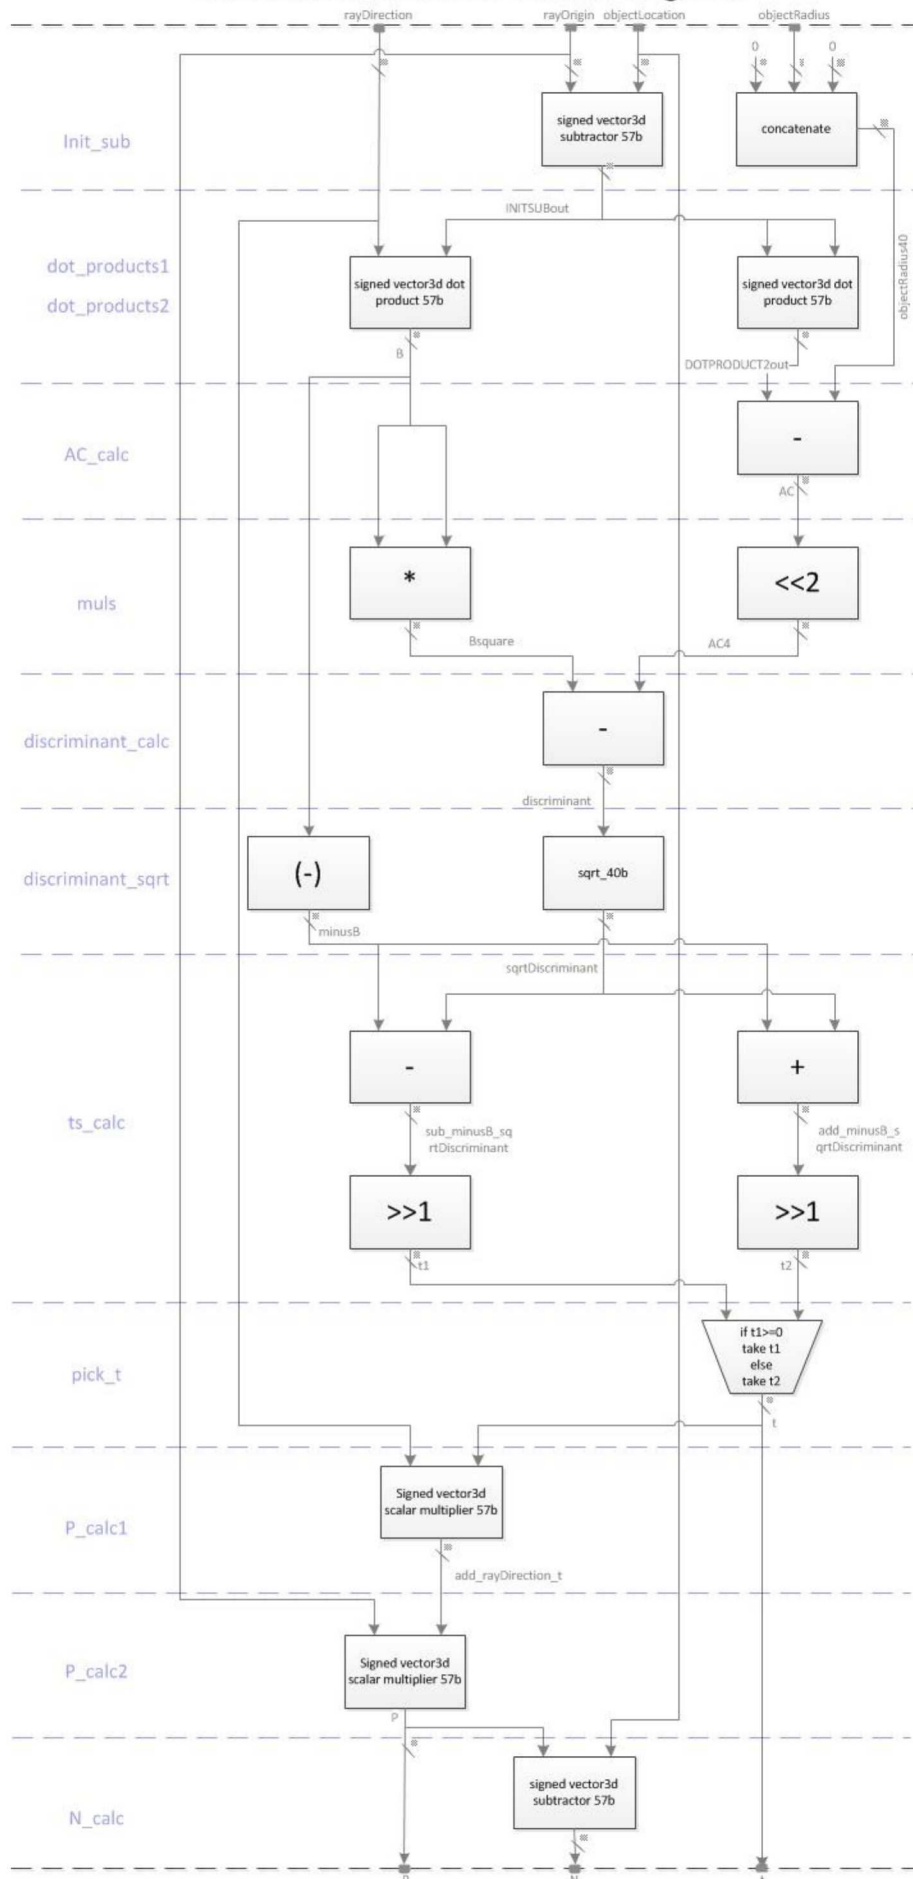 rayDirection
rayOrigin
objectLocation
objectRadius
0
0
Init_sub
signed vector3d
subtractor 57b
concatenate
INITSUBout
objectRadius40
dot_products1
dot_products2
signed vector3d dot
product 57b
signed vector3d dot
product 57b
B
DOTPRODUCT2out
AC_calc
-
AC
muls
*
<<2
Bsquare
AC4
discriminant_calc
-
discriminant
discriminant_sqrt
(-)
sqrt_40b
minusB
sqrtDiscriminant
ts_calc
-
+
sub_minusB_sq
rtDiscriminant
add_minusB_s
qrtDiscriminant
>>1
>>1
t1
t2
pick_t
if t1>=0
take t1
else
take t2
t
P_calc1
Signed vector3d
scalar multiplier 57b
add_rayDirection_t
P_calc2
Signed vector3d
scalar multiplier 57b
P
N_calc
signed vector3d
subtractor 57b